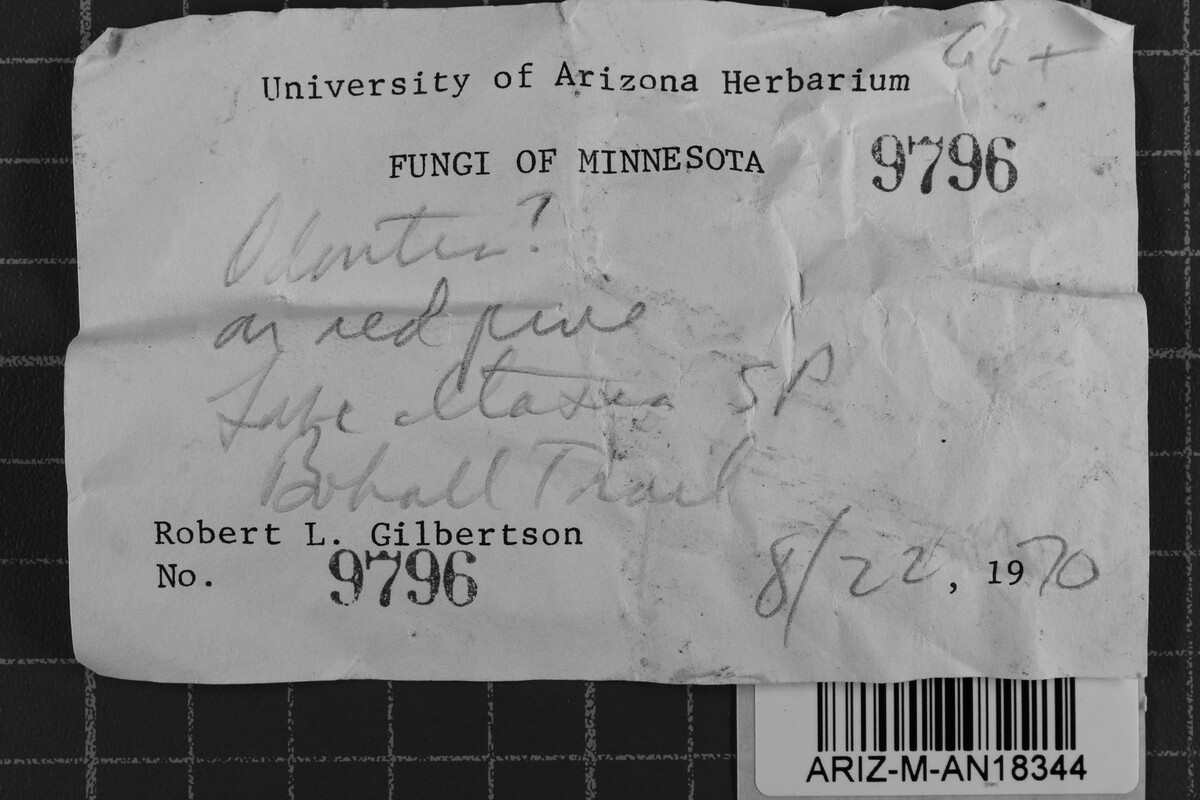 Gb+
University of Arizona Herbarium
FUNGI OF MINNESOTA 9796
Odontia?
on red pine
Lake Itasca SP
Bohall Trail
Robert L. Gilbertson
No. 9796
8/22, 1970
ARIZ-M-AN18344